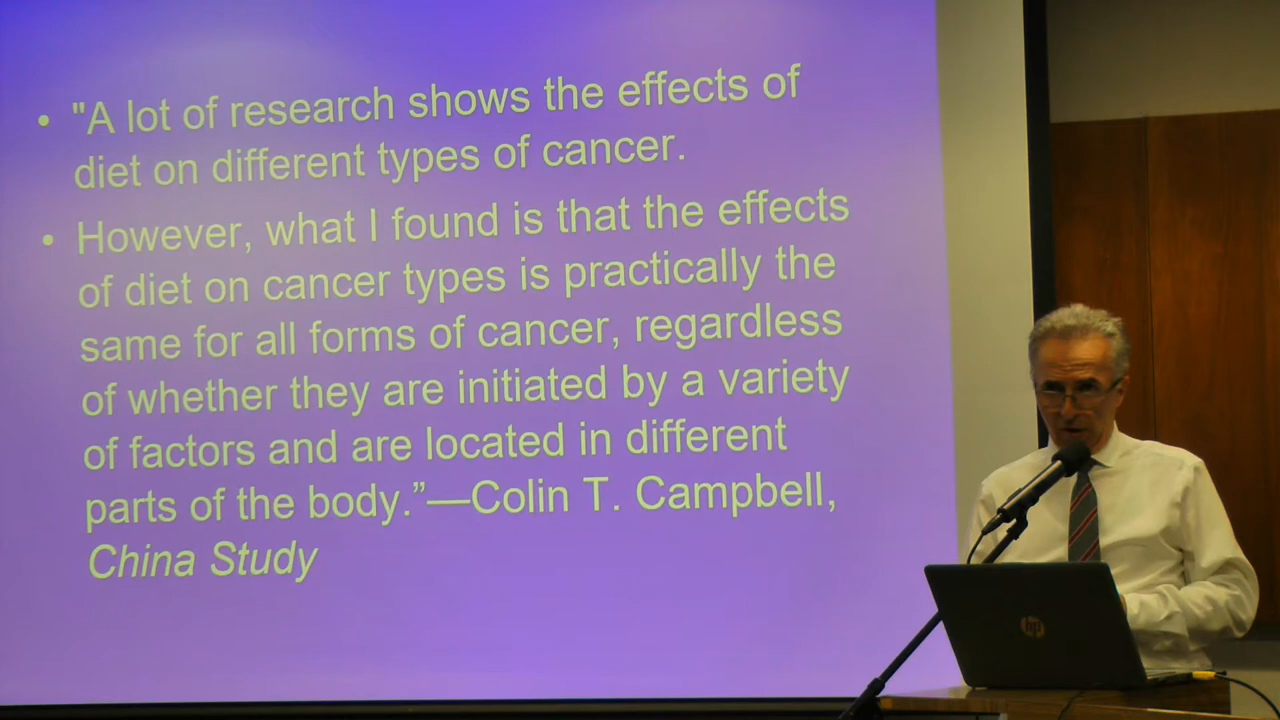 • "A lot of research shows the effects of
diet on different types of cancer.
• However, what I found is that the effects
of diet on cancer types is practically the
same for all forms of cancer, regardless
of whether they are initiated by a variety
of factors and are located in different
parts of the body.”—Colin T. Campbell,
China Study
hp